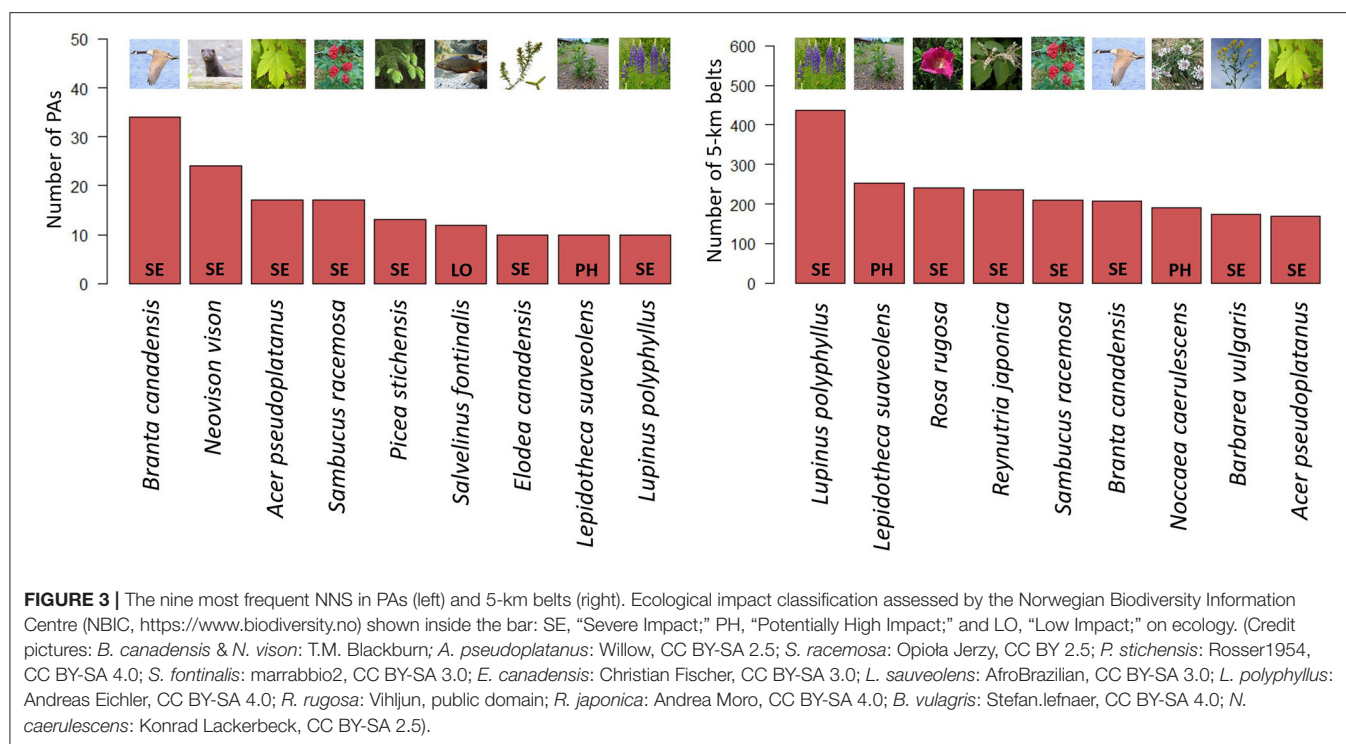 Number of PAs
50
40
30
20
10
0
SE
SE
SE
SE
SE
LO
SE
PH
SE
Branta canadensis
Neovison vison
Acer pseudoplatanus
Sambucus racemosa
Picea stichensis
Salvelinus fontinalis
Elodea canadensis
Lepidotheca suaveolens
Lupinus polyphyllus
Number of 5-km belts
600
500
400
300
200
100
0
SE
PH
SE
SE
SE
SE
PH
SE
SE
Lupinus polyphyllus
Lepidotheca suaveolens
Rosa rugosa
Reynutria japonica
Sambucus racemosa
Branta canadensis
Noccaea caerulescens
Barbarea vulgaris
Acer pseudoplatanus
FIGURE 3 | The nine most frequent NNS in PAs (left) and 5-km belts (right). Ecological impact classification assessed by the Norwegian Biodiversity Information
Centre (NBIC, https://www.biodiversity.no) shown inside the bar: SE, “Severe Impact;” PH, “Potentially High Impact;” and LO, “Low Impact;” on ecology. (Credit
pictures: B. canadensis & N. vison: T.M. Blackburn; A. pseudoplatanus: Willow, CC BY-SA 2.5; S. racemosa: Opioła Jerzy, CC BY 2.5; P. stichensis: Rosser1954,
CC BY-SA 4.0; S. fontinalis: marrabbio2, CC BY-SA 3.0; E. canadensis: Christian Fischer, CC BY-SA 3.0; L. sauveolens: AfroBrazilian, CC BY-SA 3.0; L. polyphyllus:
Andreas Eichler, CC BY-SA 4.0; R. rugosa: Vihljun, public domain; R. japonica: Andrea Moro, CC BY-SA 4.0; B. vulagris: Stefan.lefnaer, CC BY-SA 4.0; N.
caerulescens: Konrad Lackerbeck, CC BY-SA 2.5).